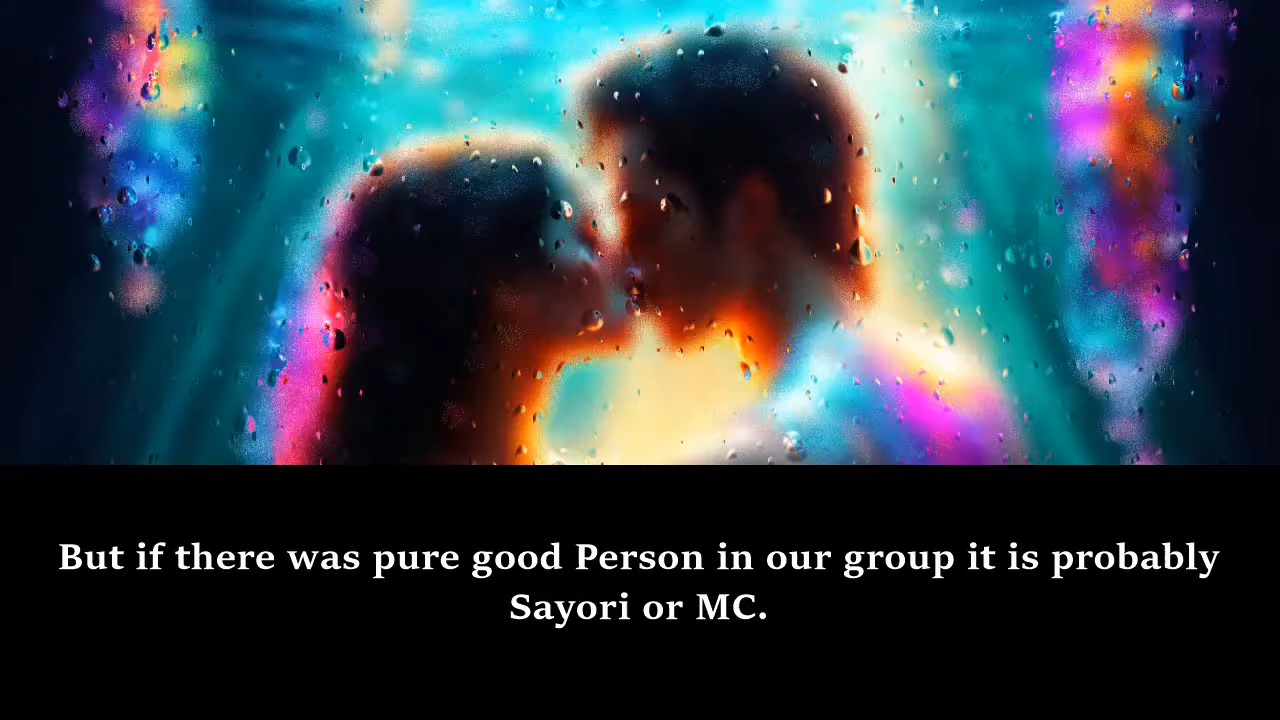 But if there was pure good Person in our group it is probably
Sayori or MC.